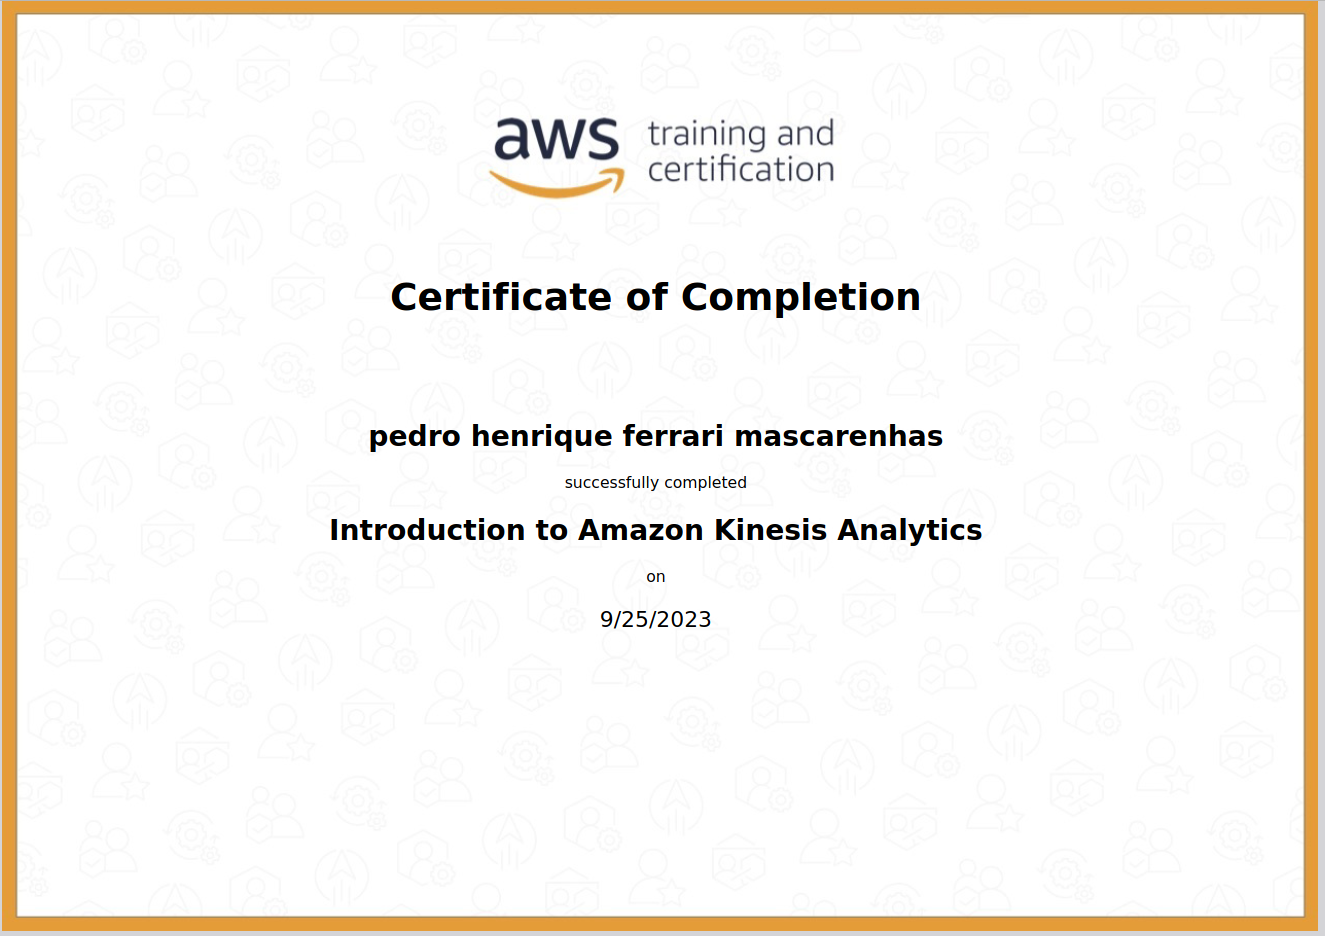 aws training and
certification
Certificate of Completion
pedro henrique ferrari mascarenhas
successfully completed
Introduction to Amazon Kinesis Analytics
on
9/25/2023